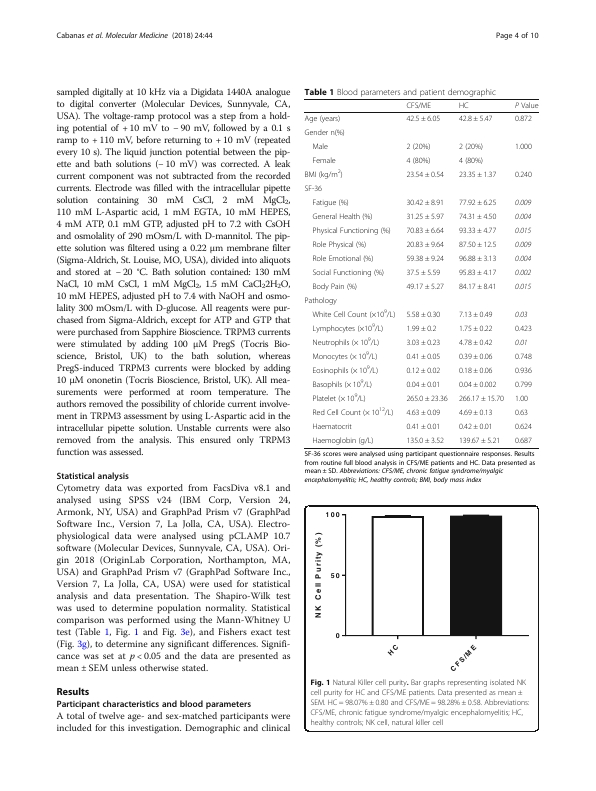 Cabanas et al. Molecular Medicine (2018) 24:44
Page 4 of 10
sampled digitally at 10 kHz via a Digidata 1440A analogue
to digital converter (Molecular Devices, Sunnyvale, CA,
USA). The voltage-ramp protocol was a step from a hold-
ing potential of + 10 mV to − 90 mV, followed by a 0.1 s
ramp to + 110 mV, before returning to + 10 mV (repeated
every 10 s). The liquid junction potential between the pip-
ette and bath solutions (− 10 mV) was corrected. A leak
current component was not subtracted from the recorded
currents. Electrode was filled with the intracellular pipette
solution containing 30 mM CsCl, 2 mM MgCl2,
110 mM L-Aspartic acid, 1 mM EGTA, 10 mM HEPES,
4 mM ATP, 0.1 mM GTP, adjusted pH to 7.2 with CsOH
and osmolality of 290 mOsm/L with D-mannitol. The pip-
ette solution was filtered using a 0.22 μm membrane filter
(Sigma-Aldrich, St. Louise, MO, USA), divided into aliquots
and stored at − 20 °C. Bath solution contained: 130 mM
NaCl, 10 mM CsCl, 1 mM MgCl2, 1.5 mM CaCl22H2O,
10 mM HEPES, adjusted pH to 7.4 with NaOH and osmo-
lality 300 mOsm/L with D-glucose. All reagents were pur-
chased from Sigma-Aldrich, except for ATP and GTP that
were purchased from Sapphire Bioscience. TRPM3 currents
were stimulated by adding 100 μM PregS (Tocris Bio-
science, Bristol, UK) to the bath solution, whereas
PregS-induced TRPM3 currents were blocked by adding
10 μM ononetin (Tocris Bioscience, Bristol, UK). All mea-
surements were performed at room temperature. The
authors removed the possibility of chloride current involve-
ment in TRPM3 assessment by using L-Aspartic acid in the
intracellular pipette solution. Unstable currents were also
removed from the analysis. This ensured only TRPM3
function was assessed.
Statistical analysis
Cytometry data was exported from FacsDiva v8.1 and
analysed using SPSS v24 (IBM Corp, Version 24,
Armonk, NY, USA) and GraphPad Prism v7 (GraphPad
Software Inc., Version 7, La Jolla, CA, USA). Electro-
physiological data were analysed using pCLAMP 10.7
software (Molecular Devices, Sunnyvale, CA, USA). Ori-
gin 2018 (OriginLab Corporation, Northampton, MA,
USA) and GraphPad Prism v7 (GraphPad Software Inc.,
Version 7, La Jolla, CA, USA) were used for statistical
analysis and data presentation. The Shapiro-Wilk test
was used to determine population normality. Statistical
comparison was performed using the Mann-Whitney U
test (Table 1, Fig. 1 and Fig. 3e), and Fishers exact test
(Fig. 3g), to determine any significant differences. Signifi-
cance was set at p < 0.05 and the data are presented as
mean ± SEM unless otherwise stated.
Results
Participant characteristics and blood parameters
A total of twelve age- and sex-matched participants were
included for this investigation. Demographic and clinical
Table 1 Blood parameters and patient demographic
CFS/ME HC P Value
Age (years) 42.5 ± 6.05 42.8 ± 5.47 0.872
Gender n(%)
Male 2 (20%) 2 (20%) 1.000
Female 4 (80%) 4 (80%)
BMI (kg/m2) 23.54 ± 0.54 23.35 ± 1.37 0.240
SF-36
Fatigue (%) 30.42 ± 8.91 77.92 ± 6.25 0.009
General Health (%) 31.25 ± 5.97 74.31 ± 4.50 0.004
Physical Functioning (%) 70.83 ± 6.64 93.33 ± 4.77 0.015
Role Physical (%) 20.83 ± 9.64 87.50 ± 12.5 0.009
Role Emotional (%) 59.38 ± 9.24 96.88 ± 3.13 0.004
Social Functioning (%) 37.5 ± 5.59 95.83 ± 4.17 0.002
Body Pain (%) 49.17 ± 5.27 84.17 ± 8.41 0.015
Pathology
White Cell Count (×10⁹/L) 5.58 ± 0.30 7.13 ± 0.49 0.03
Lymphocytes (× 10⁹/L) 1.99 ± 0.2 1.75 ± 0.22 0.423
Neutrophils (× 10⁹/L) 3.03 ± 0.23 4.78 ± 0.42 0.01
Monocytes (× 10⁹/L) 0.41 ± 0.05 0.39 ± 0.06 0.748
Eosinophils (× 10⁹/L) 0.12 ± 0.02 0.18 ± 0.06 0.936
Basophils (× 10⁹/L) 0.04 ± 0.01 0.04 ± 0.002 0.799
Platelet (× 10⁹/L) 265.0 ± 23.36 266.17 ± 15.70 1.00
Red Cell Count (× 10¹²/L) 4.63 ± 0.09 4.69 ± 0.13 0.63
Haematocrit 0.41 ± 0.01 0.42 ± 0.01 0.624
Haemoglobin (g/L) 135.0 ± 3.52 139.67 ± 5.21 0.687
SF-36 scores were analysed using participant questionnaire responses. Results
from routine full blood analysis in CFS/ME patients and HC. Data presented as
mean ± SD. Abbreviations: CFS/ME, chronic fatigue syndrome/myalgic
encephalomyelitis; HC, healthy controls; BMI, body mass index
NK Cell Purity (%)
100
50
0
HC
CFS/ME
Fig. 1 Natural Killer cell purity. Bar graphs representing isolated NK
cell purity for HC and CFS/ME patients. Data presented as mean ±
SEM. HC = 98.07% ± 0.80 and CFS/ME = 98.28% ± 0.58. Abbreviations:
CFS/ME, chronic fatigue syndrome/myalgic encephalomyelitis; HC,
healthy controls; NK cell, natural killer cell